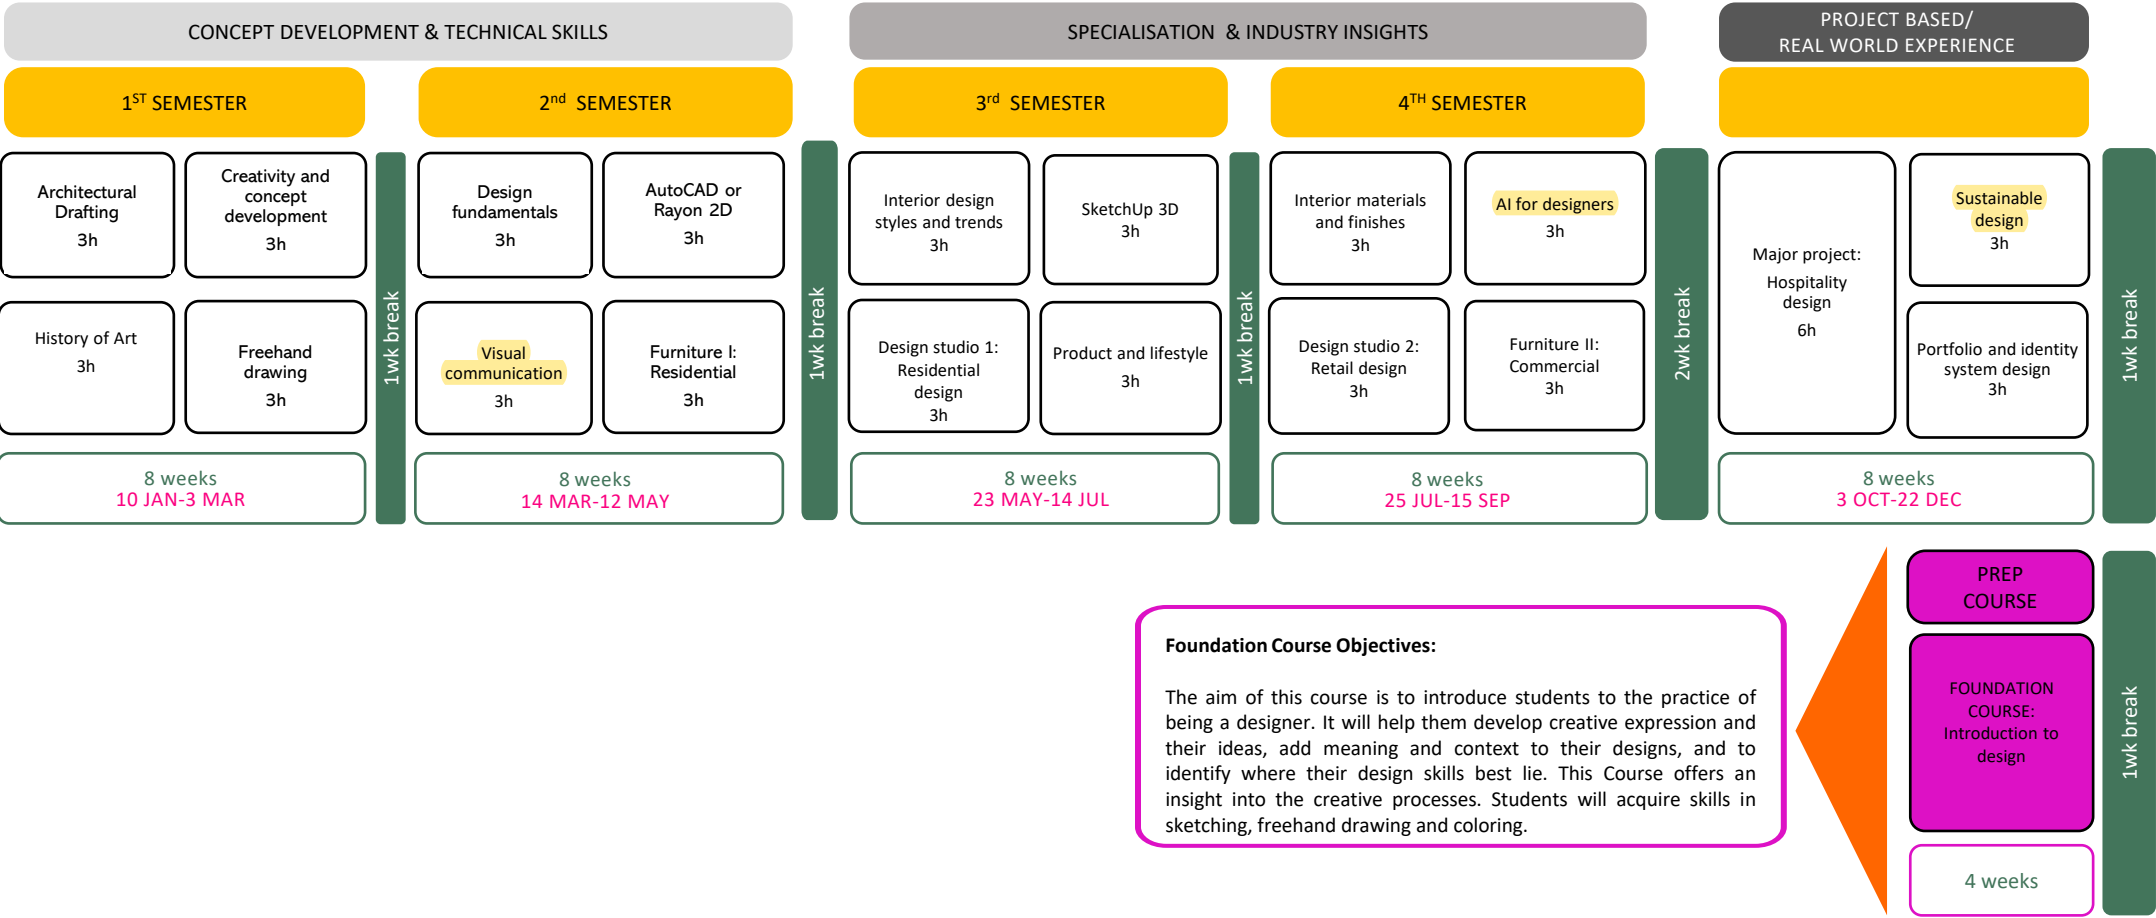 CONCEPT DEVELOPMENT & TECHNICAL SKILLS
SPECIALISATION & INDUSTRY INSIGHTS
PROJECT BASED/
REAL WORLD EXPERIENCE
1ST SEMESTER
2nd SEMESTER
3rd SEMESTER
4TH SEMESTER
Architectural
Drafting
3h
Creativity and
concept
development
3h
History of Art
3h
Freehand
drawing
3h
8 weeks
10 JAN-3 MAR
1wk break
Design
fundamentals
3h
AutoCAD or
Rayon 2D
3h
Visual
communication
3h
Furniture I:
Residential
3h
8 weeks
14 MAR-12 MAY
1wk break
Interior design
styles and trends
3h
SketchUp 3D
3h
Design studio 1:
Residential
design
3h
Product and lifestyle
3h
8 weeks
23 MAY-14 JUL
1wk break
Interior materials
and finishes
3h
AI for designers
3h
Design studio 2:
Retail design
3h
Furniture II:
Commercial
3h
8 weeks
25 JUL-15 SEP
2wk break
Major project:
Hospitality
design
6h
Sustainable
design
3h
Portfolio and identity
system design
3h
8 weeks
3 OCT-22 DEC
1wk break
Foundation Course Objectives:
The aim of this course is to introduce students to the practice of
being a designer. It will help them develop creative expression and
their ideas, add meaning and context to their designs, and to
identify where their design skills best lie. This Course offers an
insight into the creative processes. Students will acquire skills in
sketching, freehand drawing and coloring.
PREP
COURSE
FOUNDATION
COURSE:
Introduction to
design
4 weeks
1wk break